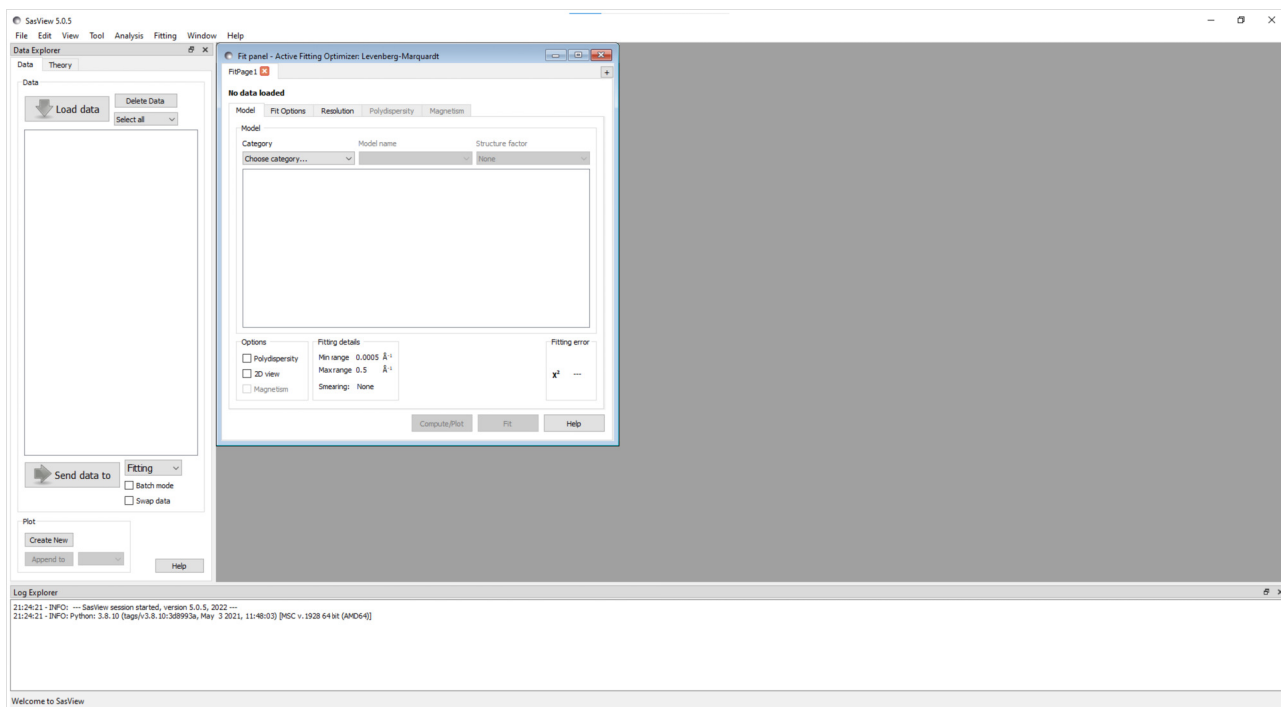 SasView 5.0.5
File Edit View Tool Analysis Fitting Window Help
Data Explorer
Data Theory
Data
Load data
Delete Data
Select all
Send data to
Fitting
Batch mode
Swap data
Plot
Create New
Append to
Help
Fit panel - Active Fitting Optimizer: Levenberg-Marquardt
FitPage1
No data loaded
Model Fit Options Resolution Polydispersity Magnetism
Model
Category Model name Structure factor
Choose category... None
Options
Polydispersity
2D view
Magnetism
Fitting details
Min range 0.0005 Å⁻¹
Max range 0.5 Å⁻¹
Smearing: None
Fitting error
χ² ---
Compute/Plot Fit Help
Log Explorer
21:24:21 - INFO: --- SasView session started, version 5.0.5, 2022 ---
21:24:21 - INFO: Python: 3.8.10 (tags/v3.8.10:3d8993a, May 3 2021, 11:48:03) [MSC v.1928 64 bit (AMD64)]
Welcome to SasView